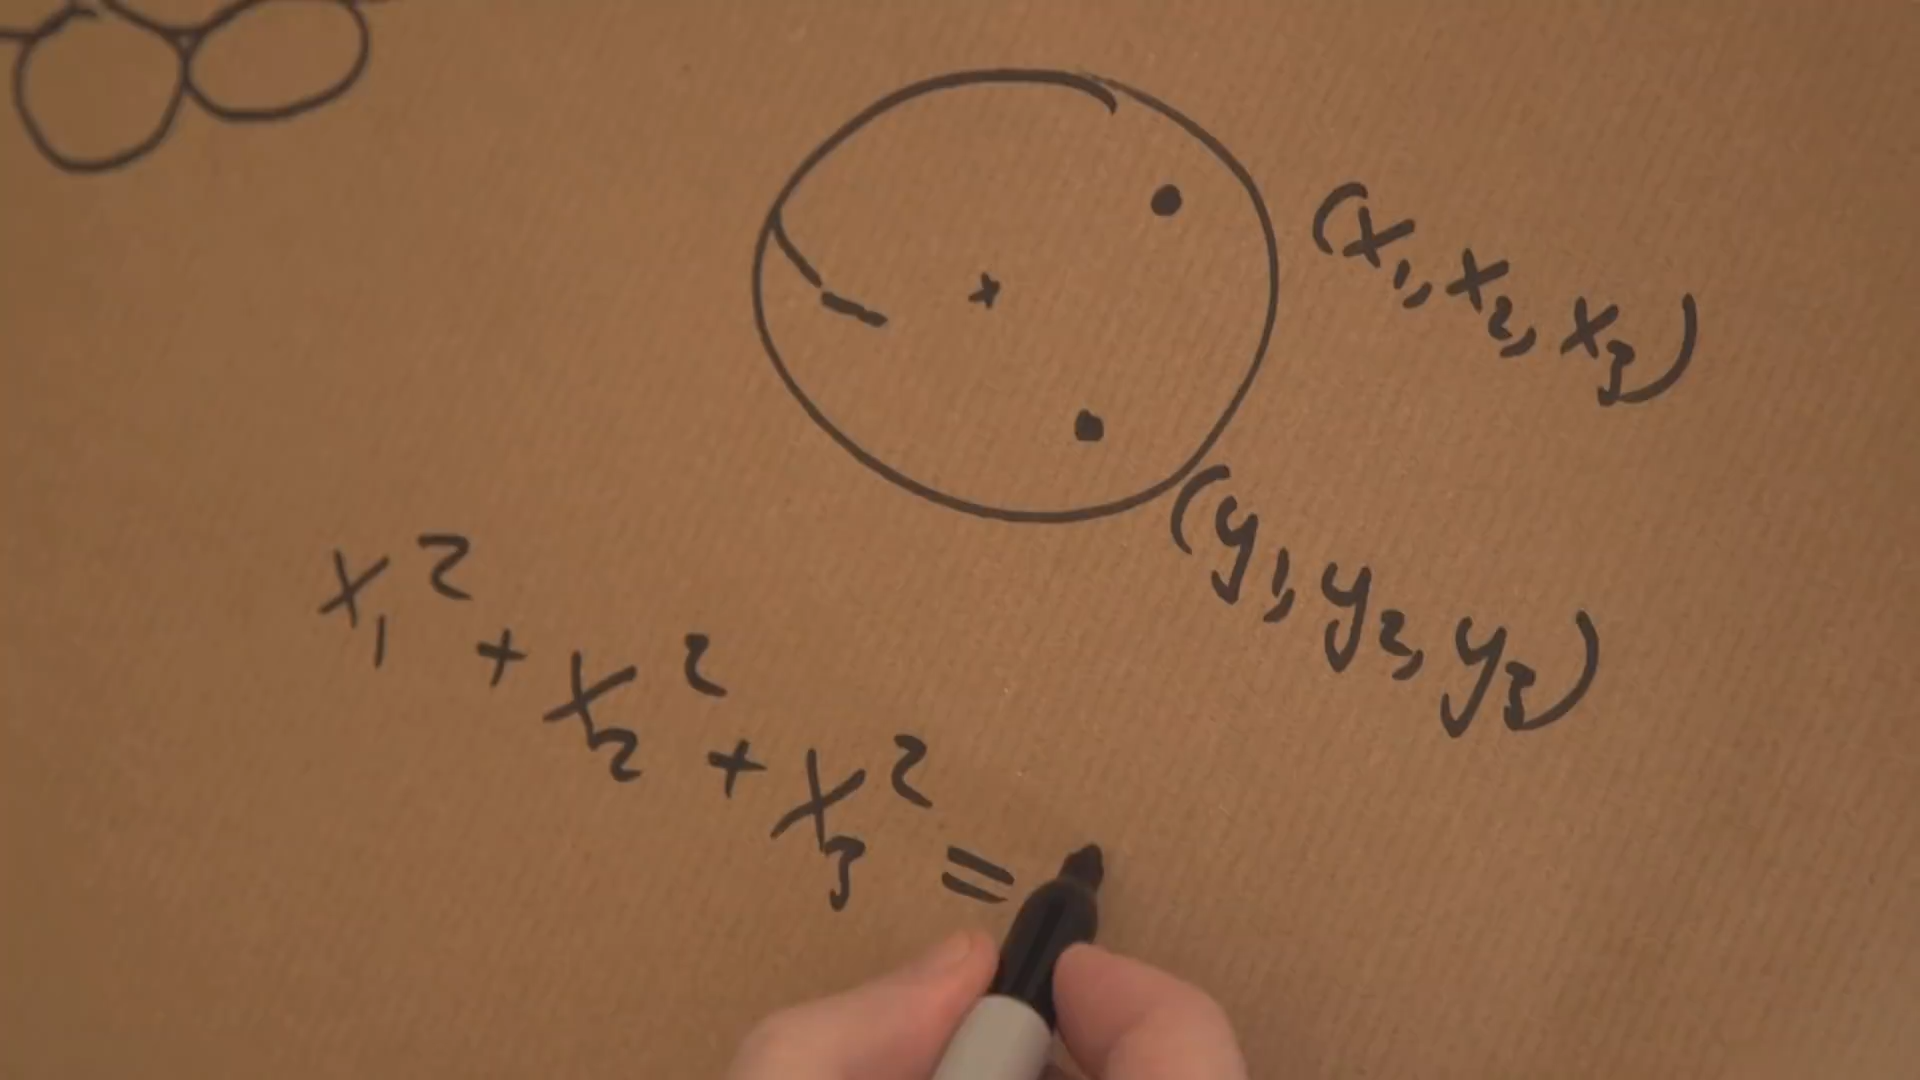 (x₁, x₂, x₃)
(y₁, y₂, y₃)
x₁² + x₂² + x₃² =